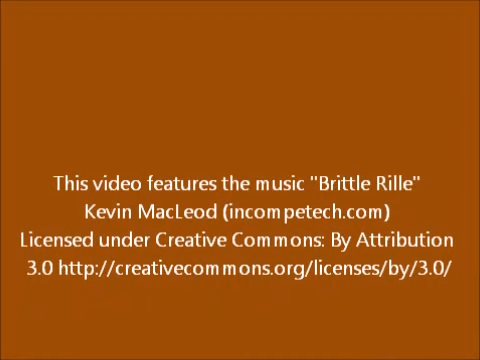 This video features the music "Brittle Rille"
Kevin MacLeod (incompetech.com)
Licensed under Creative Commons: By Attribution
3.0 http://creativecommons.org/licenses/by/3.0/